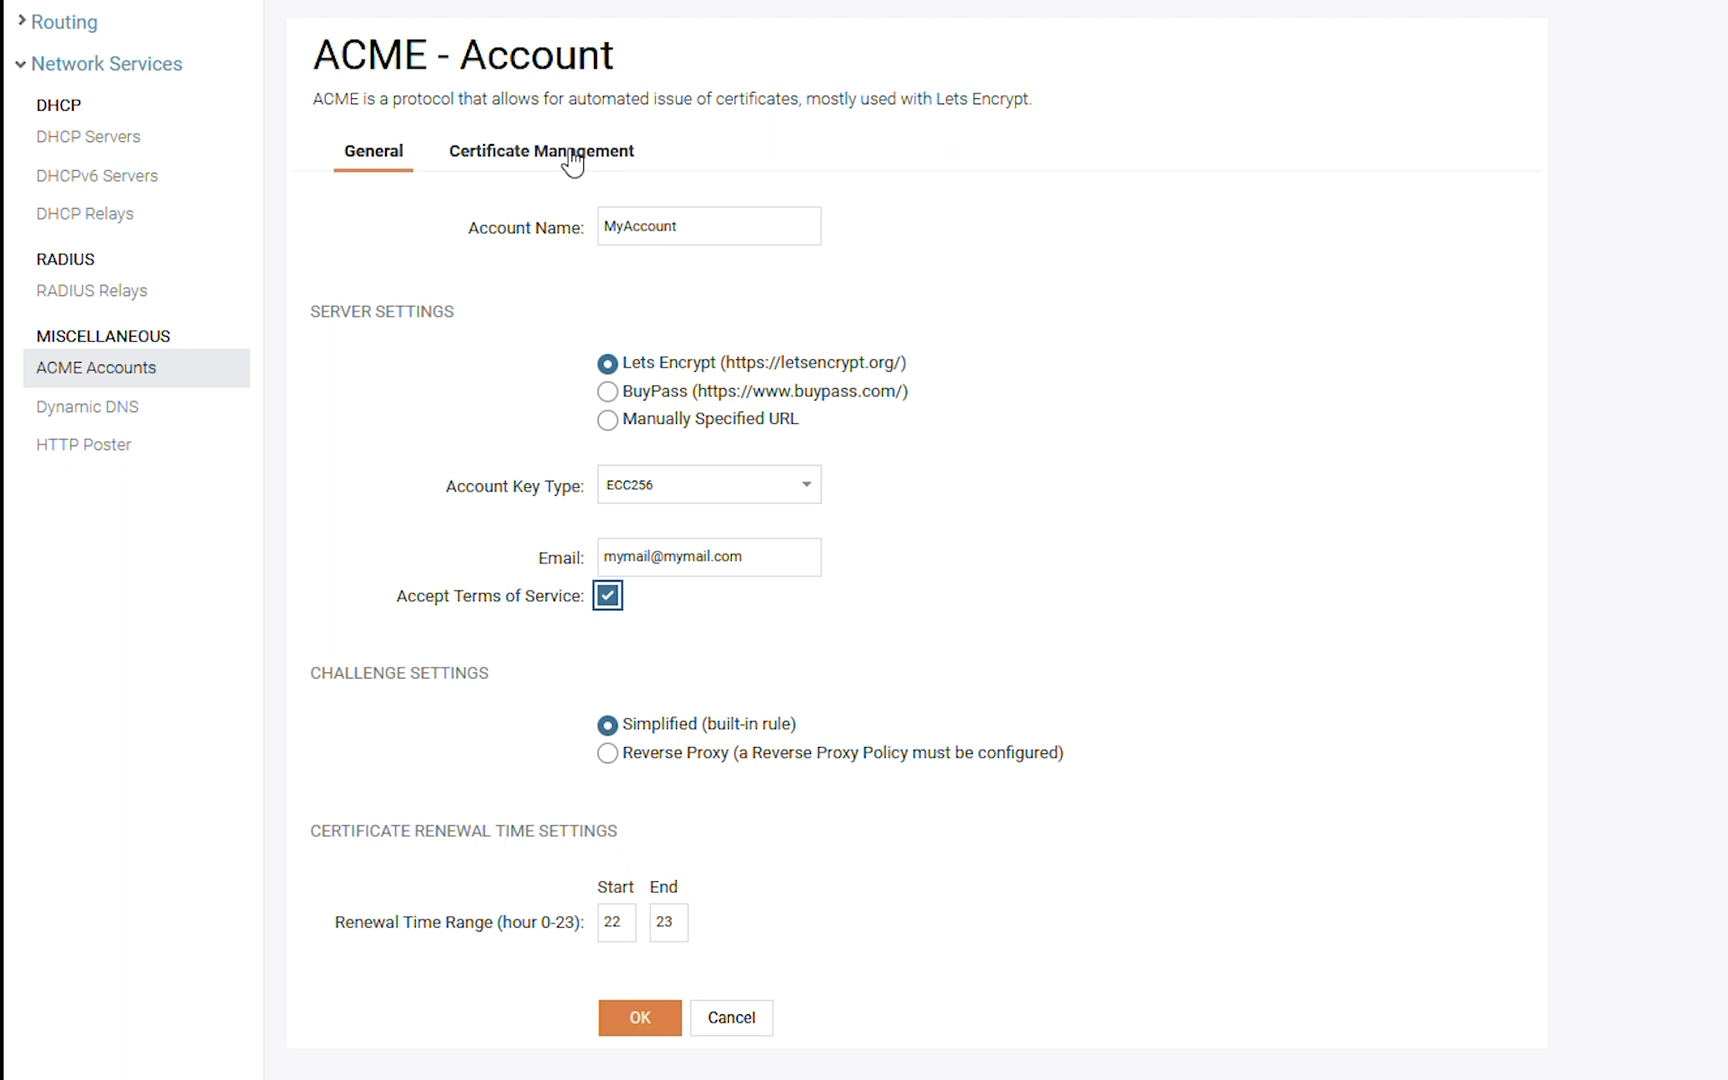 Routing
Network Services
DHCP
DHCP Servers
DHCPv6 Servers
DHCP Relays
RADIUS
RADIUS Relays
MISCELLANEOUS
ACME Accounts
Dynamic DNS
HTTP Poster
ACME - Account
ACME is a protocol that allows for automated issue of certificates, mostly used with Lets Encrypt.
General Certificate Management
Account Name: MyAccount
SERVER SETTINGS
Lets Encrypt (https://letsencrypt.org/)
BuyPass (https://www.buypass.com/)
Manually Specified URL
Account Key Type: ECC256
Email: mymail@mymail.com
Accept Terms of Service:
CHALLENGE SETTINGS
Simplified (built-in rule)
Reverse Proxy (a Reverse Proxy Policy must be configured)
CERTIFICATE RENEWAL TIME SETTINGS
Start End
Renewal Time Range (hour 0-23): 22 23
OK Cancel